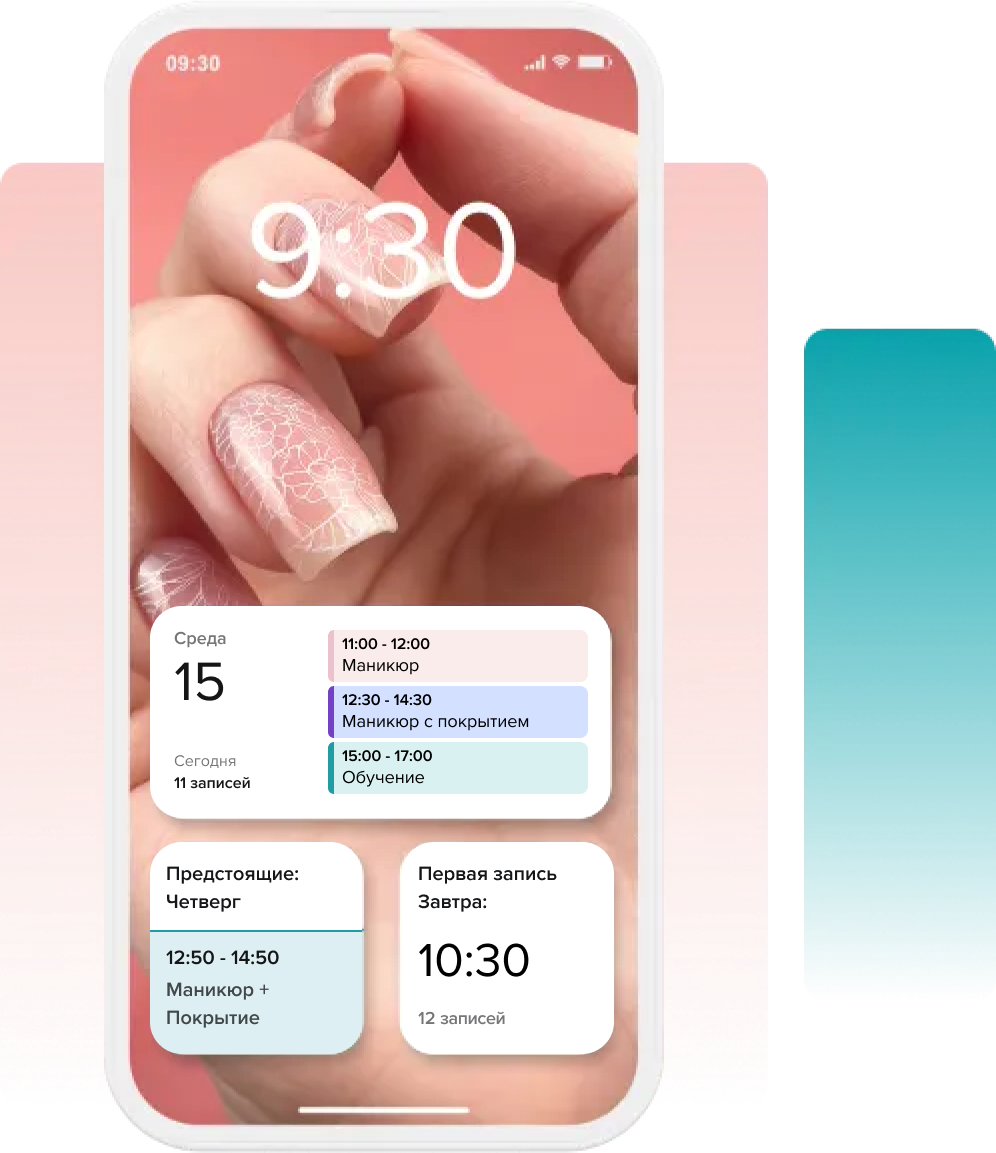 09:30
9:30
Среда
15
Сегодня
11 записей
11:00 - 12:00
Маникюр
12:30 - 14:30
Маникюр с покрытием
15:00 - 17:00
Обучение
Предстоящие:
Четверг
12:50 - 14:50
Маникюр +
Покрытие
Первая запись
Завтра:
10:30
12 записей